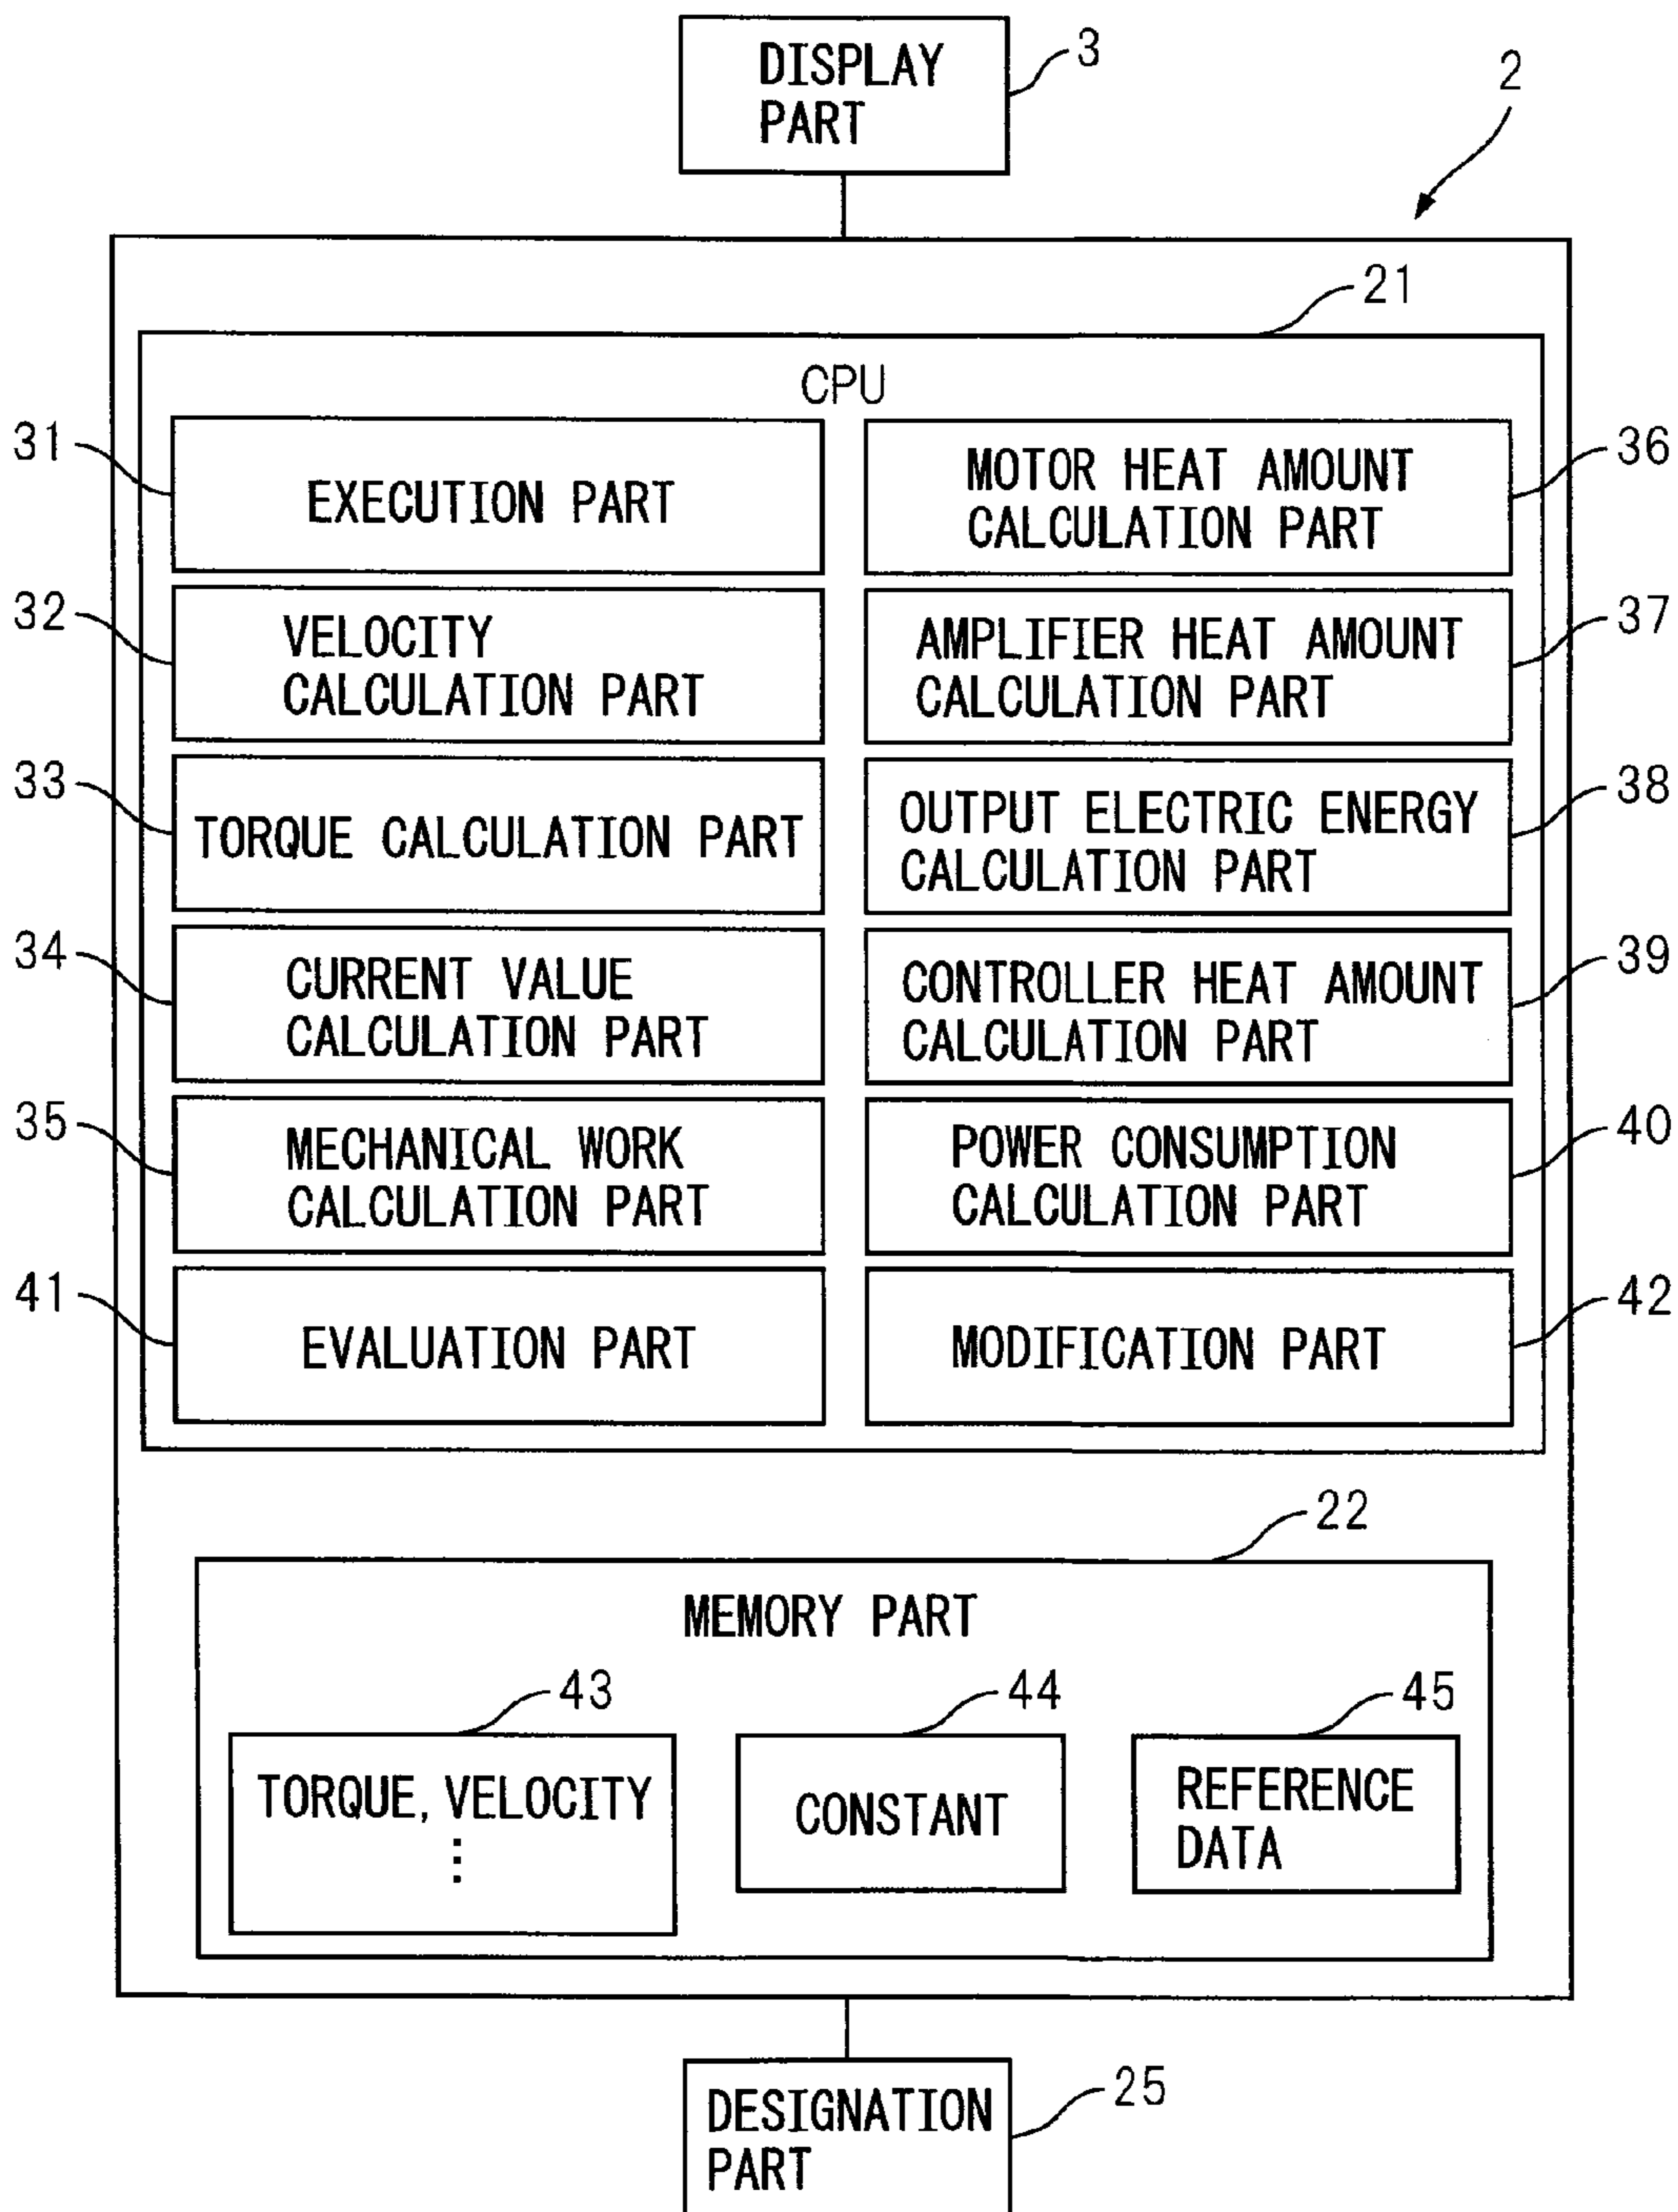 DISPLAY
PART
3
2
21
CPU
31
EXECUTION PART
MOTOR HEAT AMOUNT
CALCULATION PART
36
32
VELOCITY
CALCULATION PART
AMPLIFIER HEAT AMOUNT
CALCULATION PART
37
33
TORQUE CALCULATION PART
OUTPUT ELECTRIC ENERGY
CALCULATION PART
38
34
CURRENT VALUE
CALCULATION PART
CONTROLLER HEAT AMOUNT
CALCULATION PART
39
35
MECHANICAL WORK
CALCULATION PART
POWER CONSUMPTION
CALCULATION PART
40
41
EVALUATION PART
MODIFICATION PART
42
22
MEMORY PART
43
TORQUE, VELOCITY
⋮
44
CONSTANT
45
REFERENCE
DATA
DESIGNATION
PART
25